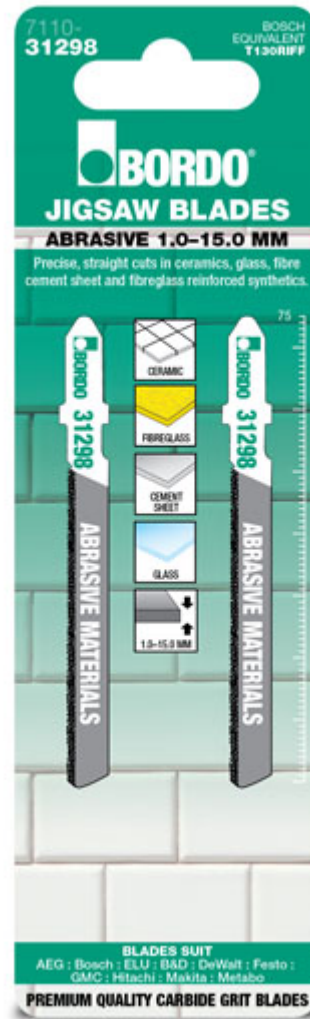 7110-
31298
BOSCH
EQUIVALENT
T130RIFF
BORDO®
JIGSAW BLADES
ABRASIVE 1.0–15.0 MM
Precise, straight cuts in ceramics, glass, fibre
cement sheet and fibreglass reinforced synthetics.
75
BORDO 31298
ABRASIVE MATERIALS
CERAMIC
FIBREGLASS
CEMENT
SHEET
GLASS
1.0–15.0 MM
BORDO 31298
ABRASIVE MATERIALS
BLADES SUIT
AEG : Bosch : ELU : B&D : DeWalt : Festo :
GMC : Hitachi : Makita : Metabo
PREMIUM QUALITY CARBIDE GRIT BLADES